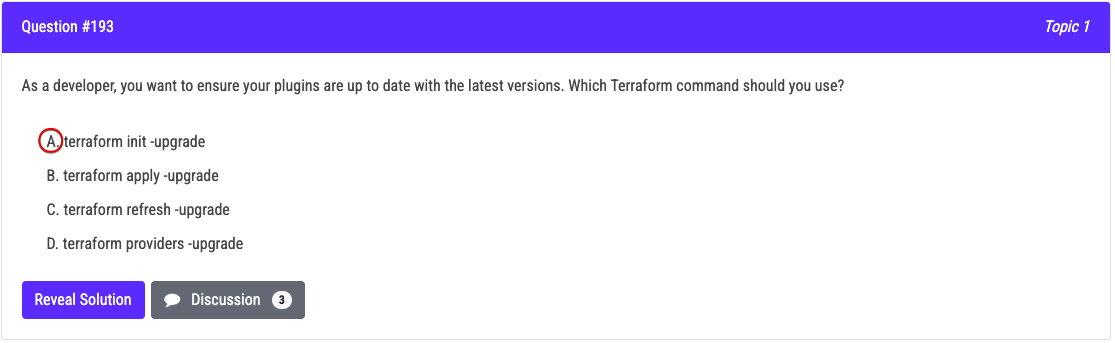 Question #193
Topic 1
As a developer, you want to ensure your plugins are up to date with the latest versions. Which Terraform command should you use?
A. terraform init -upgrade
B. terraform apply -upgrade
C. terraform refresh -upgrade
D. terraform providers -upgrade
Reveal Solution
Discussion 3